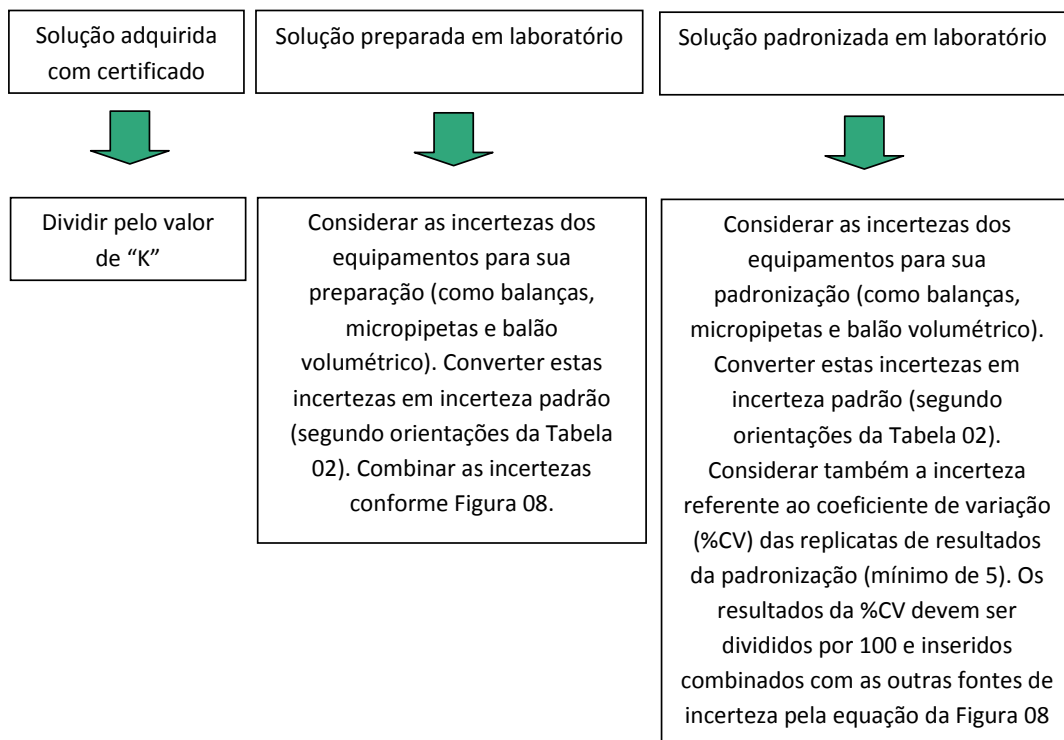 Solução adquirida
com certificado
Solução preparada em laboratório
Solução padronizada em laboratório
Dividir pelo valor
de “K”
Considerar as incertezas dos
equipamentos para sua
preparação (como balanças,
micropipetas e balão
volumétrico). Converter estas
incertezas em incerteza padrão
(segundo orientações da Tabela
02). Combinar as incertezas
conforme Figura 08.
Considerar as incertezas dos
equipamentos para sua
padronização (como balanças,
micropipetas e balão volumétrico).
Converter estas incertezas em
incerteza padrão (segundo
orientações da Tabela 02).
Considerar também a incerteza
referente ao coeficiente de variação
(%CV) das replicatas de resultados
da padronização (mínimo de 5). Os
resultados da %CV devem ser
divididos por 100 e inseridos
combinados com as outras fontes de
incerteza pela equação da Figura 08